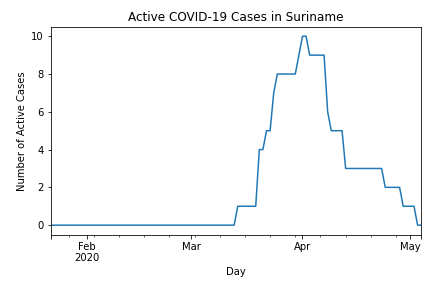 Active COVID-19 Cases in Suriname
Number of Active Cases
10
8
6
4
2
0
Feb
2020
Mar
Apr
May
Day